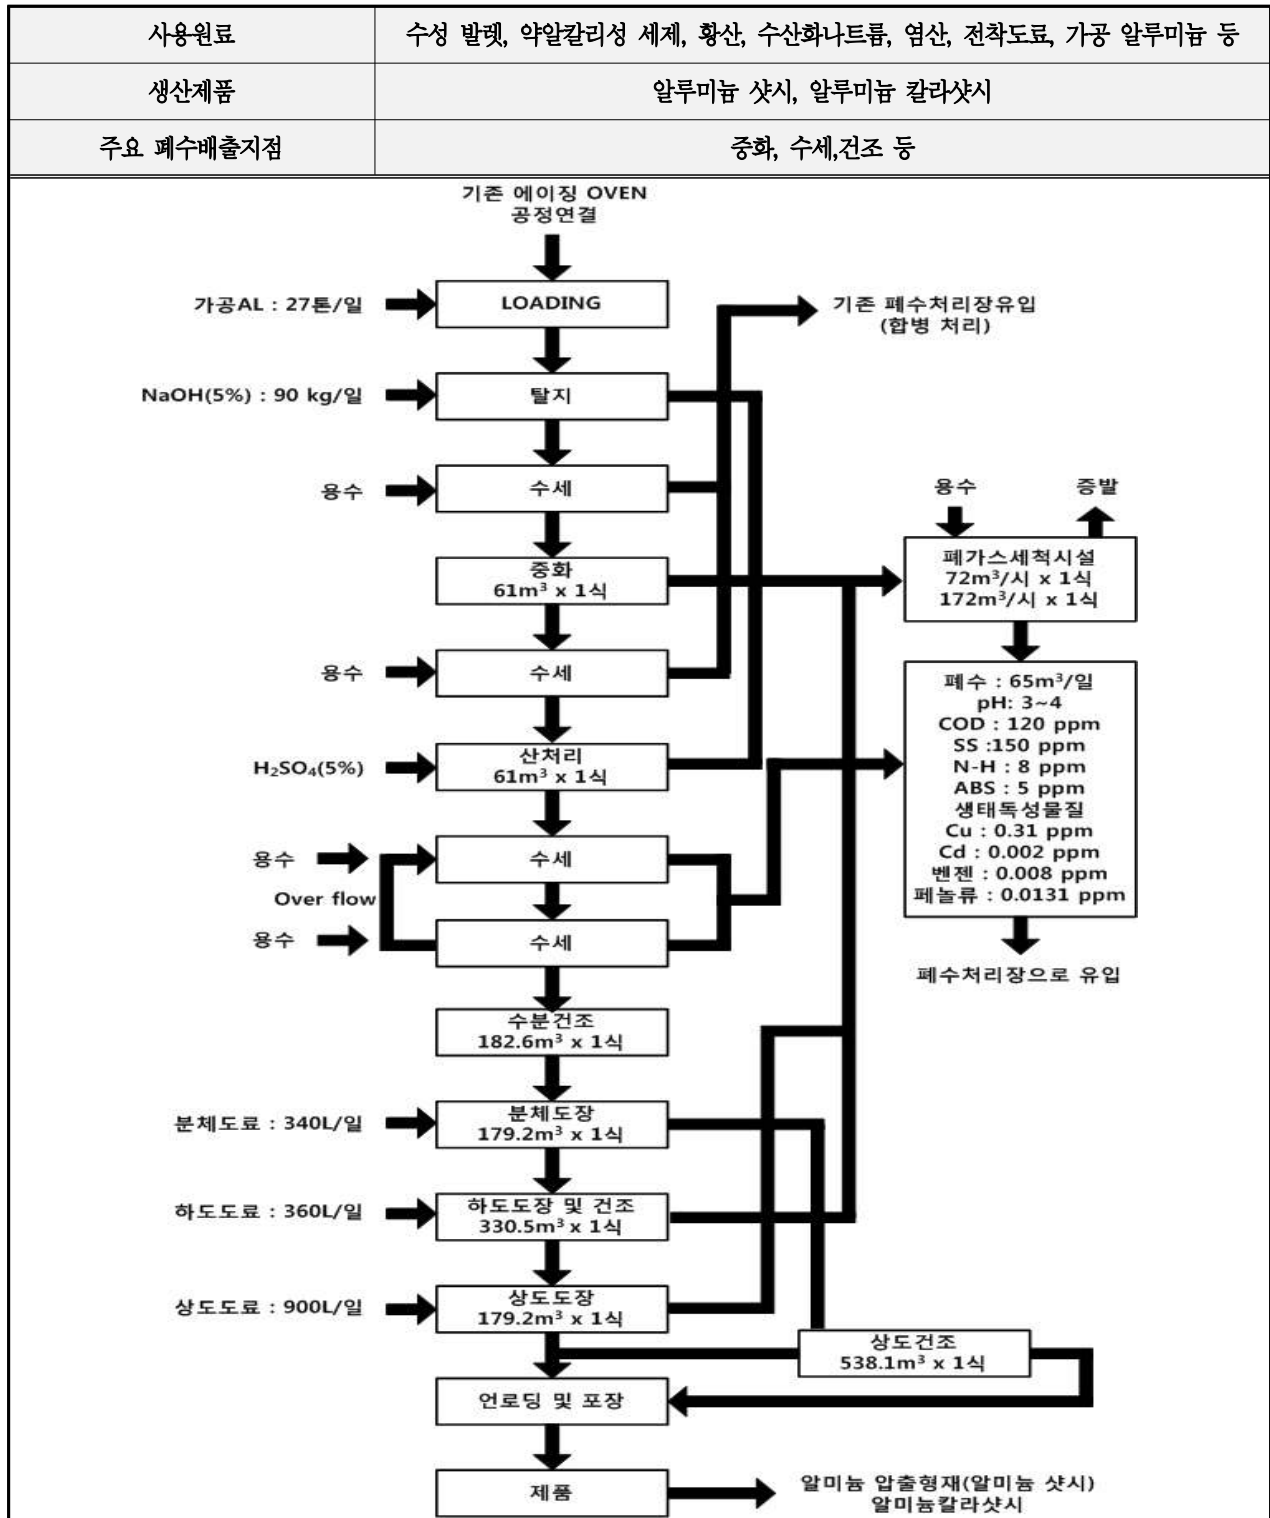 사용원료
수성 발렛, 약알칼리성 세제, 황산, 수산화나트륨, 염산, 전착도료, 가공 알루미늄 등
생산제품
알루미늄 샷시, 알루미늄 칼라샷시
주요 폐수배출지점
중화, 수세,건조 등
기존 에이징 OVEN
공정연결
가공AL : 27톤/일
LOADING
기존 폐수처리장유입
(합병 처리)
NaOH(5%) : 90 kg/일
탈지
용수
수세
용수
증발
중화
61m³ x 1식
폐가스세척시설
72m³/시 x 1식
172m³/시 x 1식
용수
수세
폐수 : 65m³/일
pH: 3~4
COD : 120 ppm
SS :150 ppm
N-H : 8 ppm
ABS : 5 ppm
생태독성물질
Cu : 0.31 ppm
Cd : 0.002 ppm
벤젠 : 0.008 ppm
페놀류 : 0.0131 ppm
H₂SO₄(5%)
산처리
61m³ x 1식
용수
수세
Over flow
용수
수세
폐수처리장으로 유입
수분건조
182.6m³ x 1식
분체도료 : 340L/일
분체도장
179.2m³ x 1식
하도도료 : 360L/일
하도도장 및 건조
330.5m³ x 1식
상도도료 : 900L/일
상도도장
179.2m³ x 1식
상도건조
538.1m³ x 1식
언로딩 및 포장
제품
알미늄 압출형재(알미늄 샷시)
알미늄칼라샷시